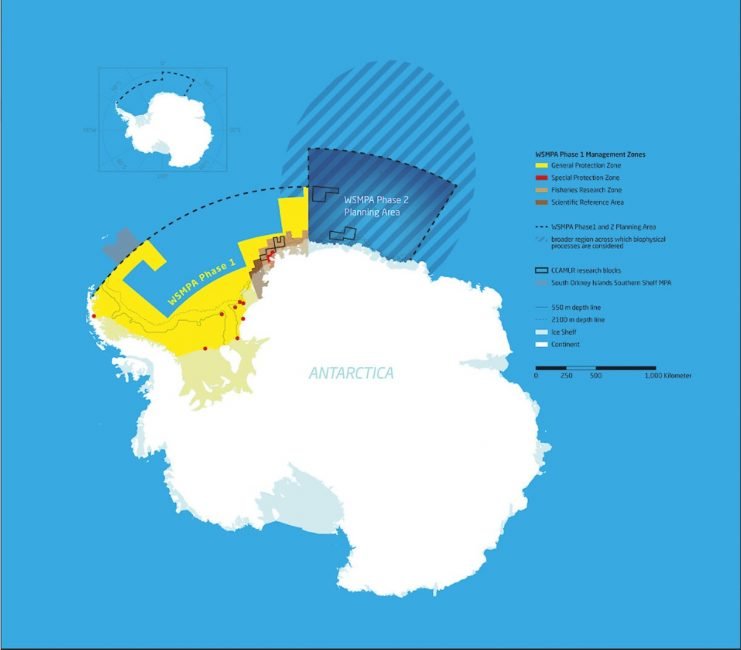 0°
WSMPA Phase 1 Management Zones
General Protection Zone
Special Protection Zone
Fisheries Research Zone
Scientific Reference Area
WSMPA Phase1 and 2 Planning Area
broader region across which biophysical
processes are considered
CCAMLR research blocks
South Orkney Islands Southern Shelf MPA
550 m depth line
2100 m depth line
Ice Shelf
Continent
0 250 500 1,000 Kilometer
WSMPA Phase 2
Planning Area
WSMPA Phase 1
ANTARCTICA